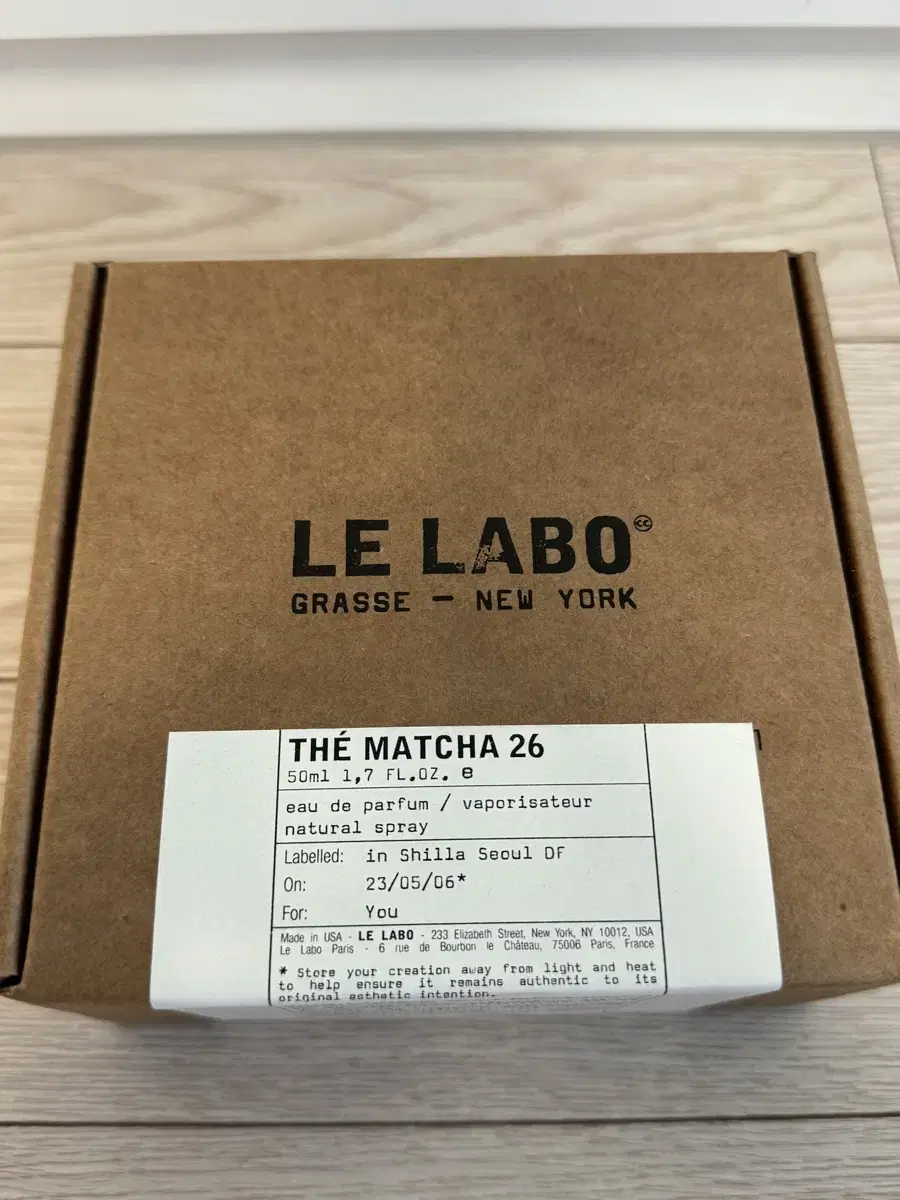 LE LABO
GRASSE — NEW YORK
THÉ MATCHA 26
50ml 1,7 FL.OZ. e
eau de parfum / vaporisateur
natural spray
Labelled: in Shilla Seoul DF
On: 23/05/06*
For: You
Made in USA - LE LABO - 233 Elizabeth Street, New York, NY 10012, USA
Le Labo Paris - 6 rue de Bourbon le Château, 75006 Paris, France
* Store your creation away from light and heat
to help ensure it remains authentic to its
original esthetic intention.